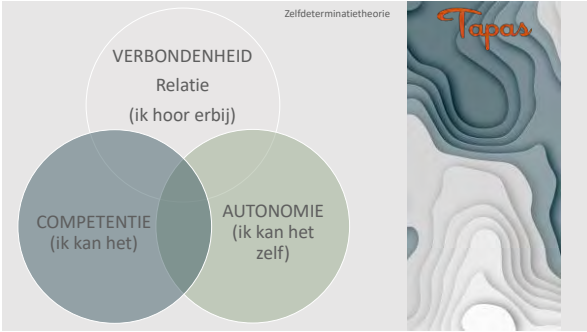 Zelfdeterminatietheorie
Tapas
VERBONDENHEID
Relatie
(ik hoor erbij)
COMPETENTIE
(ik kan het)
AUTONOMIE
(ik kan het
zelf)